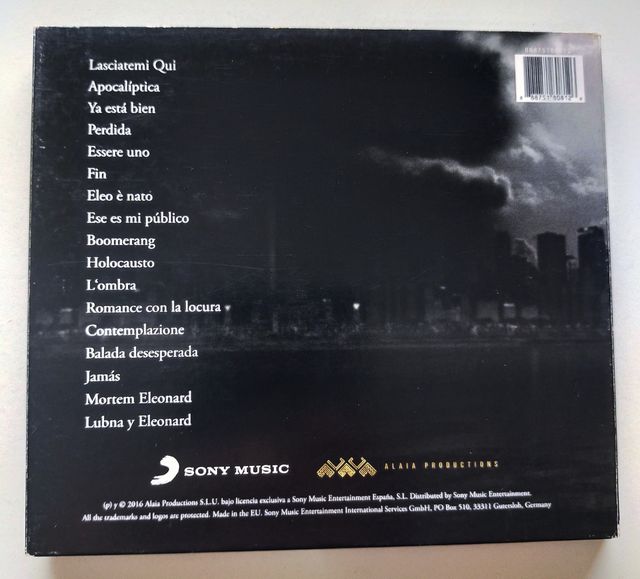 Lasciatemi Qui
Apocalíptica
Ya está bien
Perdida
Essere uno
Fin
Eleo è nato
Ese es mi público
Boomerang
Holocausto
L'ombra
Romance con la locura
Contemplazione
Balada desesperada
Jamás
Mortem Eleonard
Lubna y Eleonard
SONY MUSIC
ALAIA PRODUCTIONS
(p) y © 2016 Alaia Productions S.L.U. bajo licencia exclusiva a Sony Music Entertainment España, S.L. Distributed by Sony Music Entertainment.
All the trademarks and logos are protected. Made in the EU. Sony Music Entertainment International Services GmbH, PO Box 510, 33311 Gutersloh, Germany